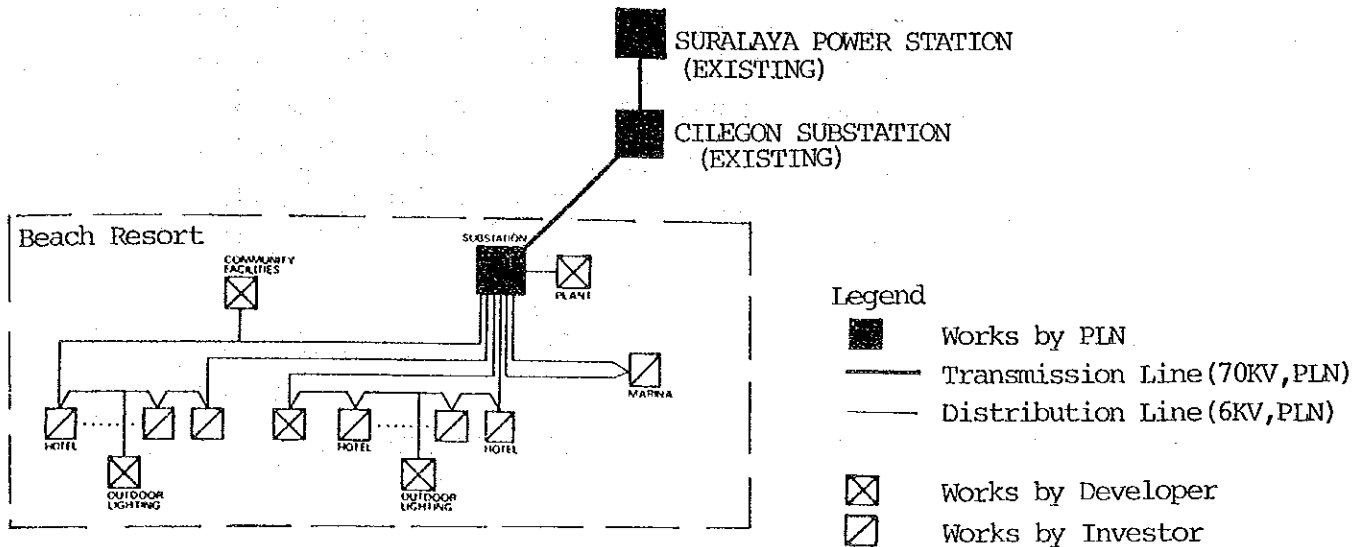 SURALAYA POWER STATION
(EXISTING)
CILEGON SUBSTATION
(EXISTING)
Beach Resort
SUBSTATION
COMMUNITY
FACILITIES
PLANT
MARINA
HOTEL
HOTEL
HOTEL
OUTDOOR
LIGHTING
OUTDOOR
LIGHTING
Legend
Works by PLN
Transmission Line(70KV,PLN)
Distribution Line(6KV,PLN)
Works by Developer
Works by Investor